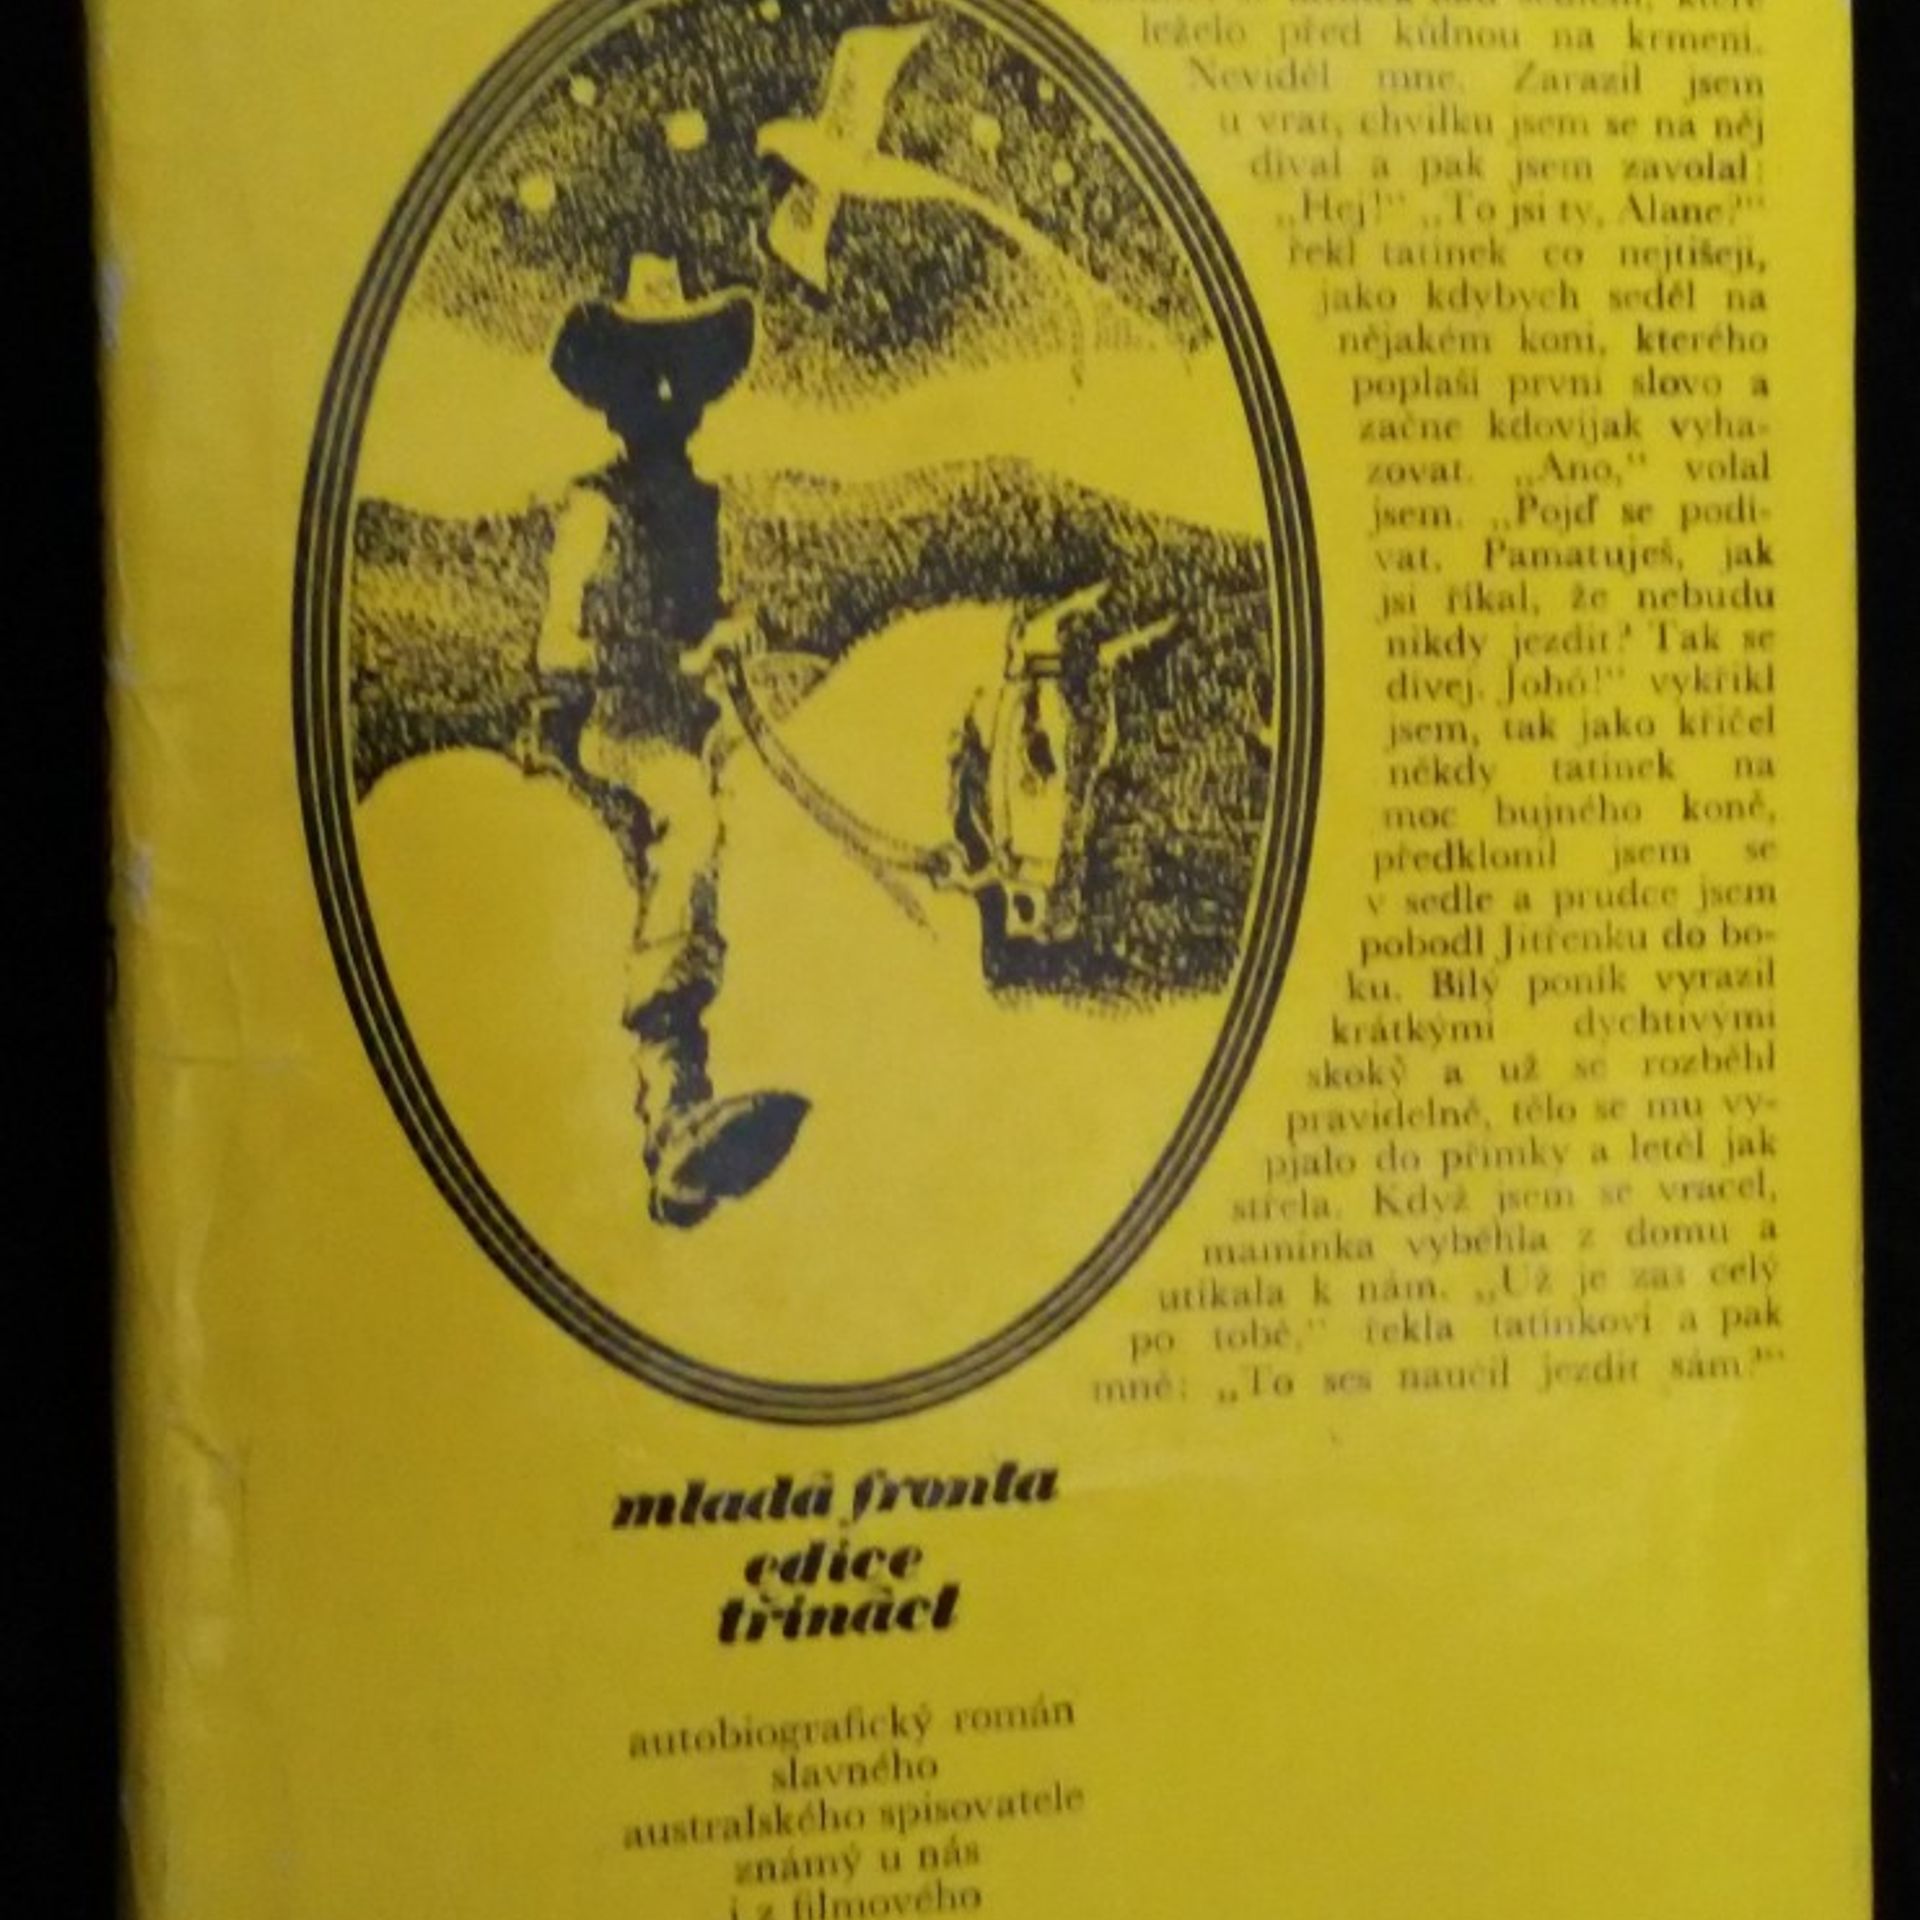 leželo před kůlnou na krmení.
Neviděl mne. Zarazil jsem
u vrat, chvilku jsem se na něj
díval a pak jsem zavolal:
„Hej!“ „To jsi ty, Alane?“
řekl tatínek co nejtišeji,
jako kdybych seděl na
nějakém koni, kterého
poplaší první slovo a
začne kdovíjak vyha-
zovat. „Ano,“ volal
jsem. „Pojď se podí-
vat. Pamatuješ, jak
jsi říkal, že nebudu
nikdy jezdit? Tak se
dívej. Johó!“ vykřikl
jsem, tak jako křičel
někdy tatínek na
moc bujného koně,
předklonil jsem se
v sedle a prudce jsem
pobodl Jitřenku do bo-
ku. Bílý poník vyrazil
krátkými dychtivými
skoky a už se rozběhl
pravidelně, tělo se mu vy-
pjalo do přímky a letěl jak
střela. Když jsem se vracel,
maminka vyběhla z domu a
utíkala k nám. „Už je zas celý
po tobě,“ řekla tatínkovi a pak
mně: „To ses naučil jezdit sám?“
mladá fronta
edice
třináct
autobiografický román
slavného
australského spisovatele
známý u nás
i z filmového